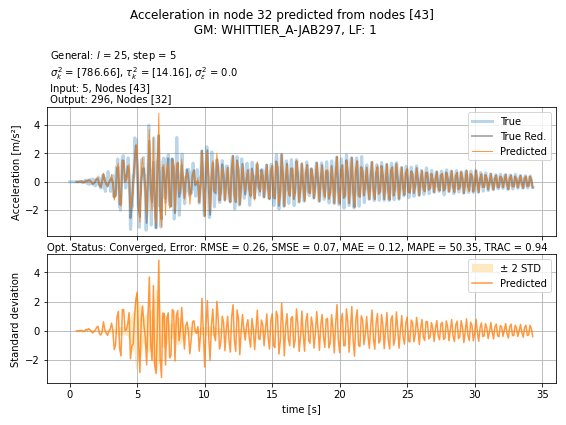 Acceleration in node 32 predicted from nodes [43]
GM: WHITTIER_A-JAB297, LF: 1
General: l = 25, step = 5
σ²ₖ = [786.66], τ²ₖ = [14.16], σ²ε = 0.0
Input: 5, Nodes [43]
Output: 296, Nodes [32]
Acceleration [m/s²]
4
2
0
−2
True
True Red.
Predicted
Opt. Status: Converged, Error: RMSE = 0.26, SMSE = 0.07, MAE = 0.12, MAPE = 50.35, TRAC = 0.94
Standard deviation
4
2
0
−2
± 2 STD
Predicted
0 5 10 15 20 25 30 35
time [s]